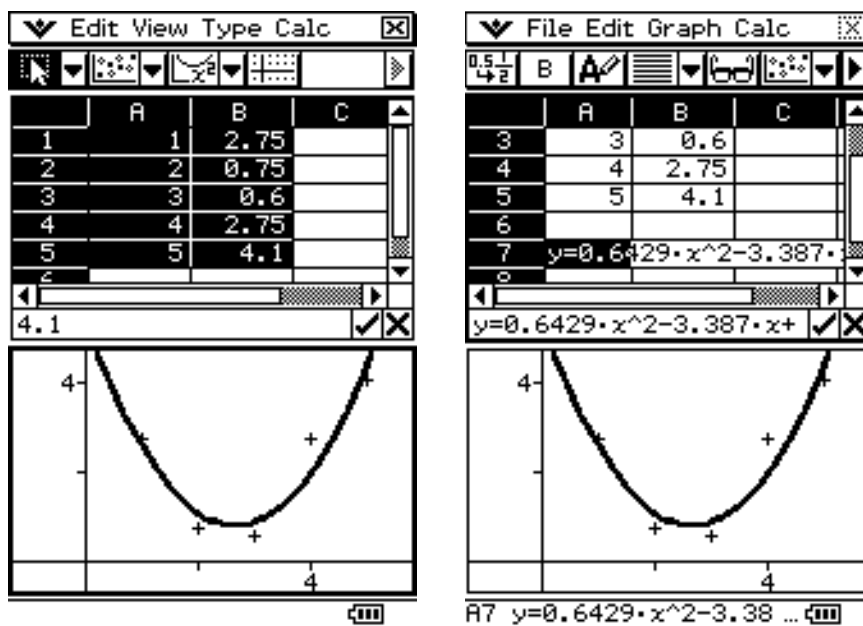 Edit View Type Calc
A B C
1 1 2.75
2 2 0.75
3 3 0.6
4 4 2.75
5 5 4.1
4.1
4
4
File Edit Graph Calc
B
A B C
3 3 0.6
4 4 2.75
5 5 4.1
6
7 y=0.6429·x^2-3.387·
y=0.6429·x^2-3.387·x+
4
4
A7 y=0.6429·x^2-3.38 …